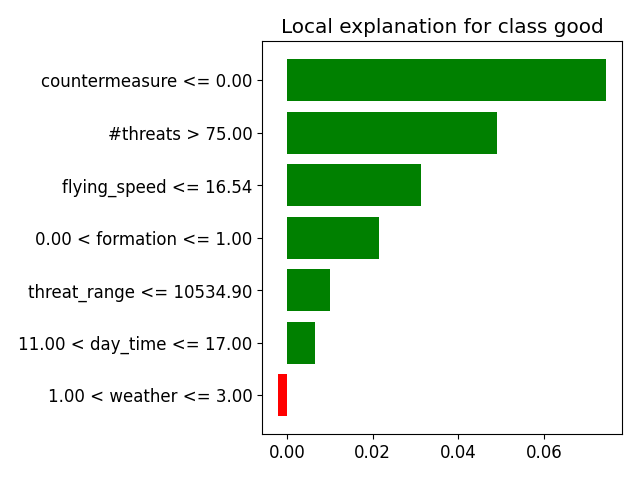 Local explanation for class good
countermeasure <= 0.00
#threats > 75.00
flying_speed <= 16.54
0.00 < formation <= 1.00
threat_range <= 10534.90
11.00 < day_time <= 17.00
1.00 < weather <= 3.00
0.00 0.02 0.04 0.06